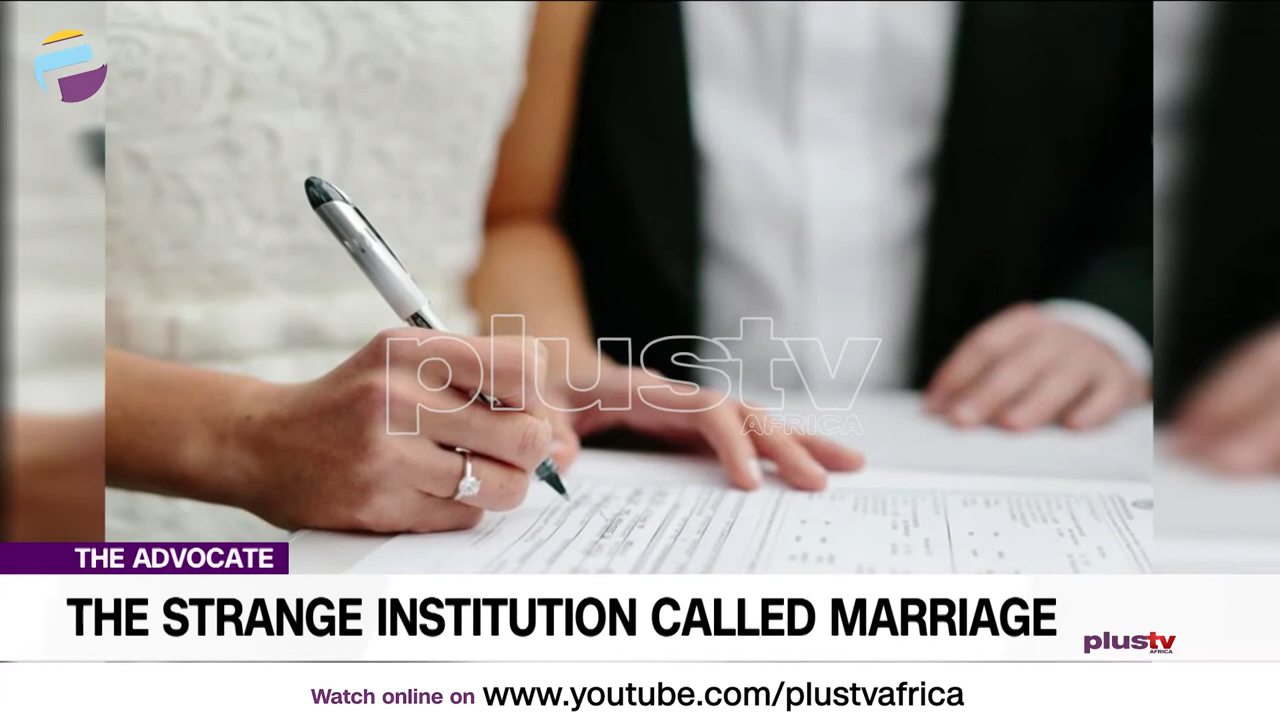 plustv
AFRICA
THE ADVOCATE
THE STRANGE INSTITUTION CALLED MARRIAGE
plustv
AFRICA
Watch online on www.youtube.com/plustvafrica